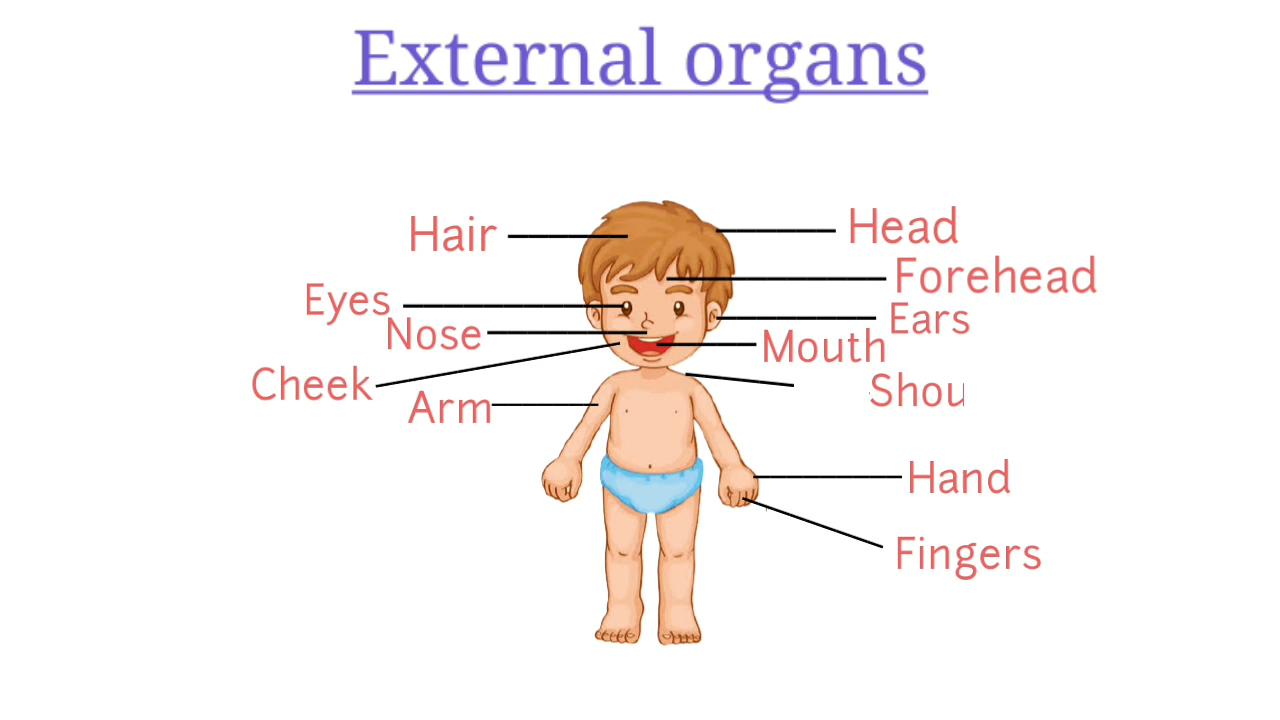 External organs
Hair
Head
Forehead
Eyes
Ears
Nose
Mouth
Cheek
Shou
Arm
Hand
Fingers